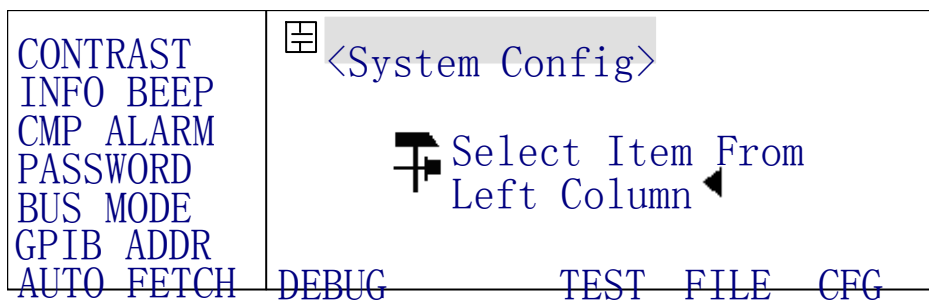 CONTRAST
INFO BEEP
CMP ALARM
PASSWORD
BUS MODE
GPIB ADDR
AUTO FETCH
<System Config>
Select Item From
Left Column
DEBUG TEST FILE CFG